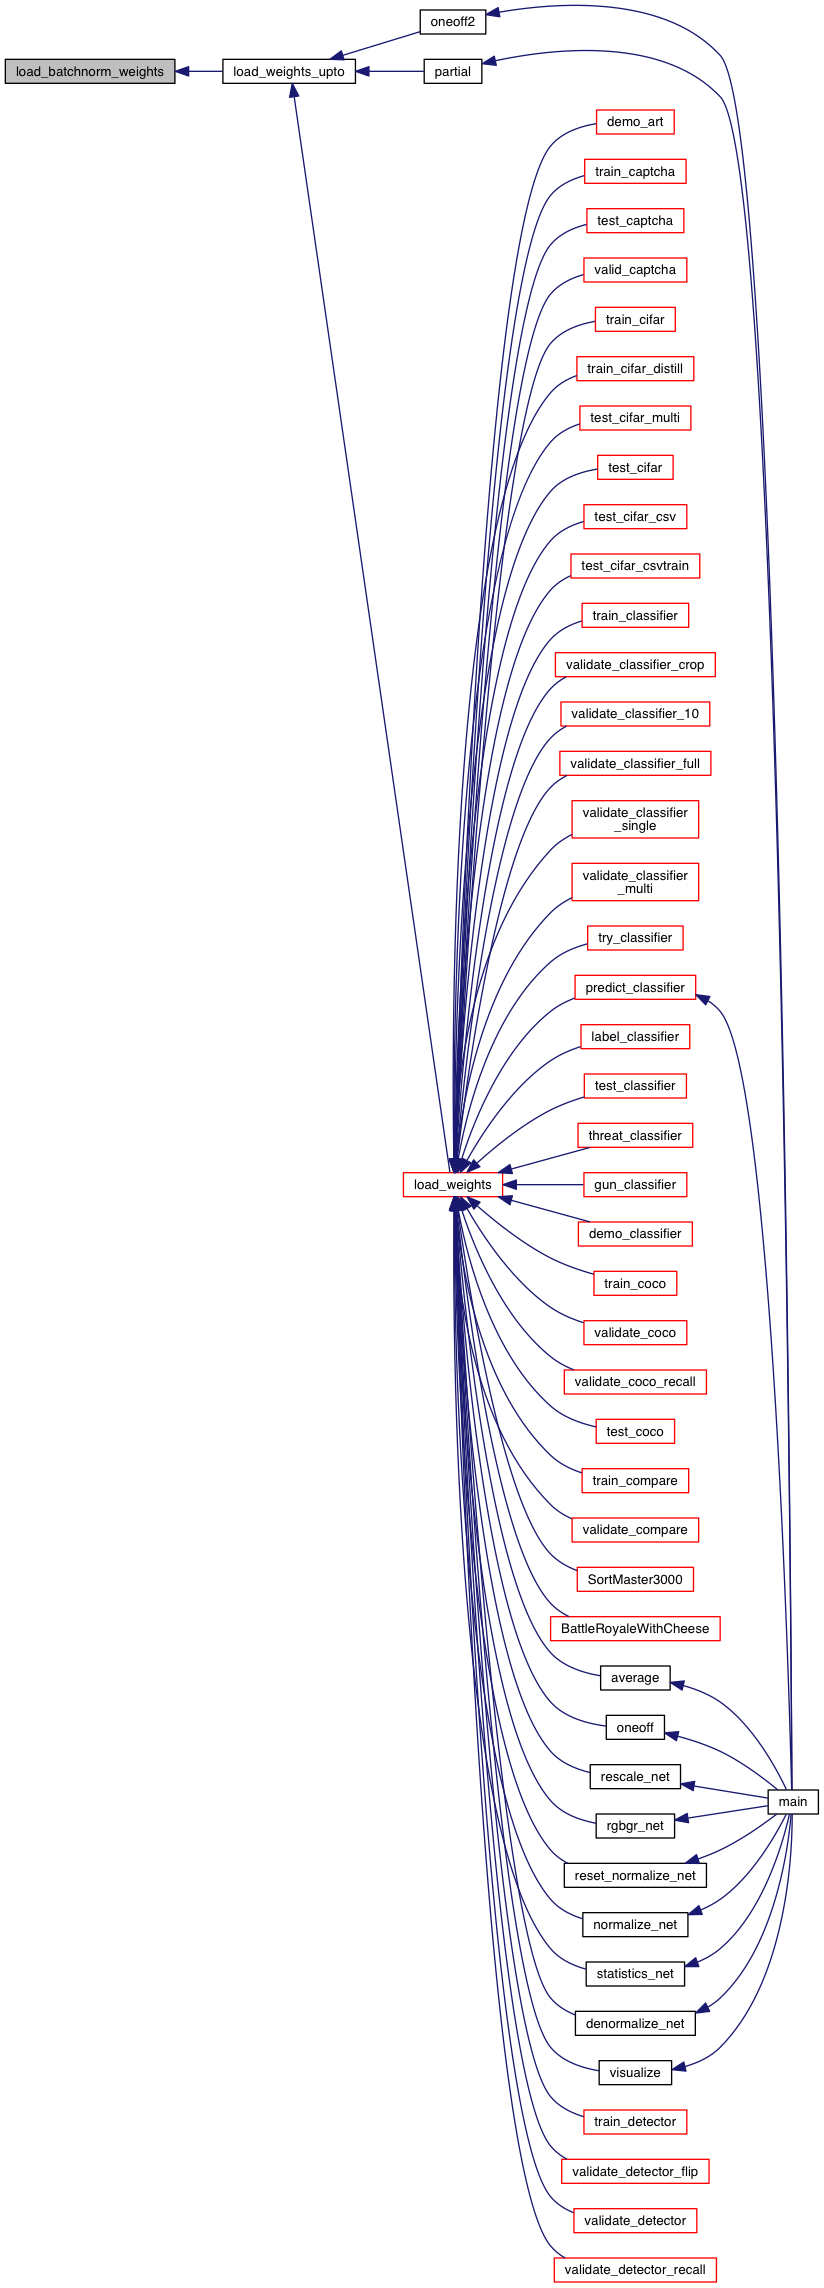 oneoff2
load_batchnorm_weights
load_weights_upto
partial
demo_art
train_captcha
test_captcha
valid_captcha
train_cifar
train_cifar_distill
test_cifar_multi
test_cifar
test_cifar_csv
test_cifar_csvtrain
train_classifier
validate_classifier_crop
validate_classifier_10
validate_classifier_full
validate_classifier
_single
validate_classifier
_multi
try_classifier
predict_classifier
label_classifier
test_classifier
threat_classifier
load_weights
gun_classifier
demo_classifier
train_coco
validate_coco
validate_coco_recall
test_coco
train_compare
validate_compare
SortMaster3000
BattleRoyaleWithCheese
average
oneoff
rescale_net
main
rgbgr_net
reset_normalize_net
normalize_net
statistics_net
denormalize_net
visualize
train_detector
validate_detector_flip
validate_detector
validate_detector_recall